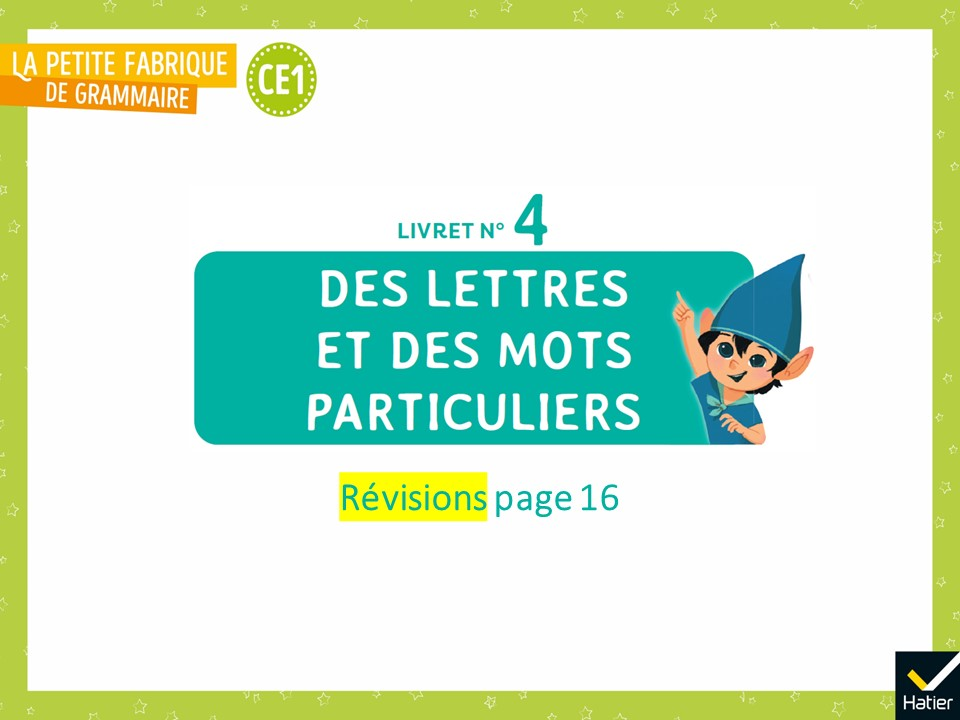 LA PETITE FABRIQUE
DE GRAMMAIRE
CE1
LIVRET N° 4
DES LETTRES
ET DES MOTS
PARTICULIERS
Révisions page 16
Hatier